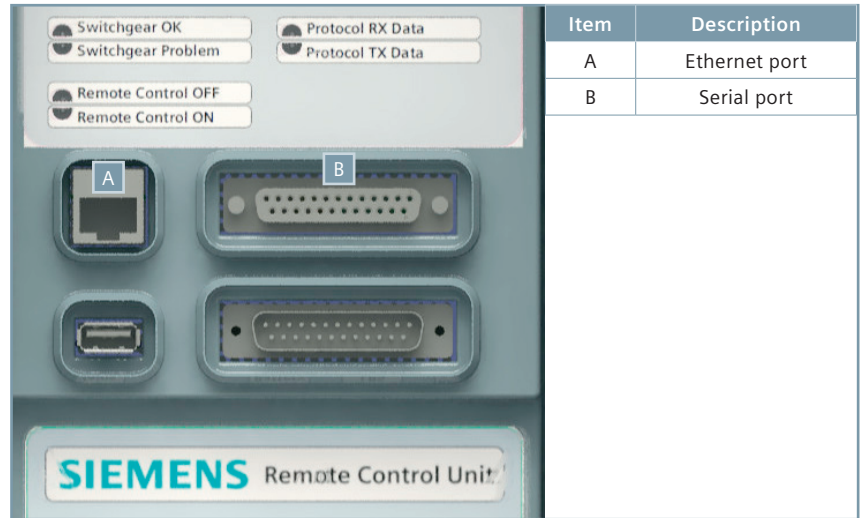 Switchgear OK
Switchgear Problem
Protocol RX Data
Protocol TX Data
Remote Control OFF
Remote Control ON
A
B
SIEMENS Remote Control Unit
Item Description
A Ethernet port
B Serial port